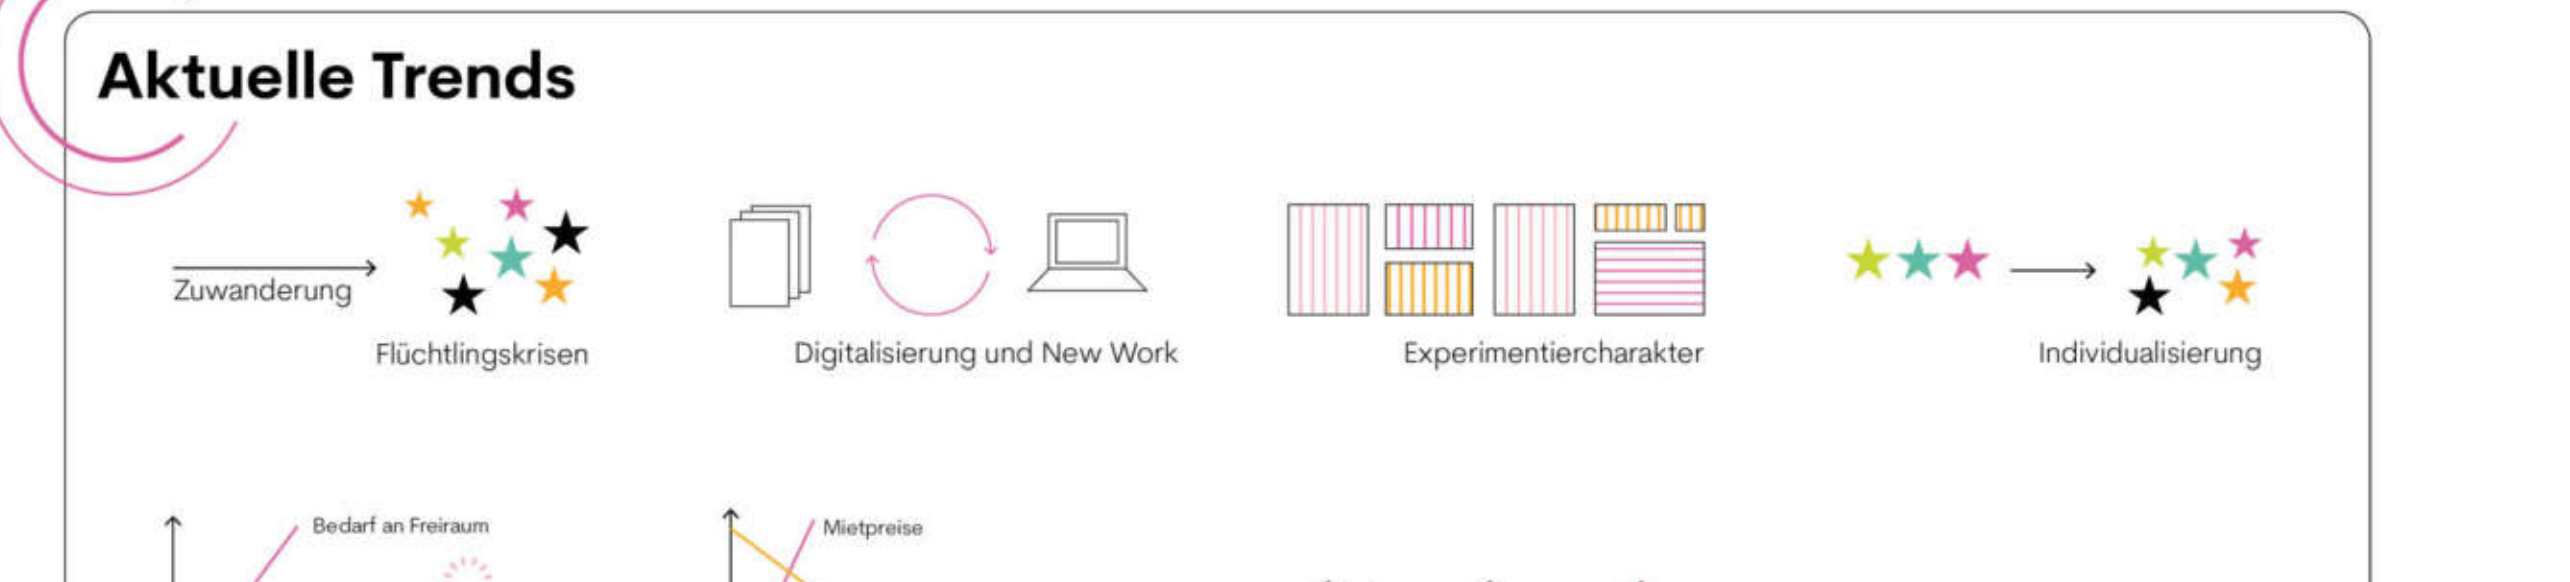 Aktuelle Trends
Zuwanderung
Flüchtlingskrisen
Digitalisierung und New Work
Experimentiercharakter
Individualisierung
Bedarf an Freiraum
Mietpreise